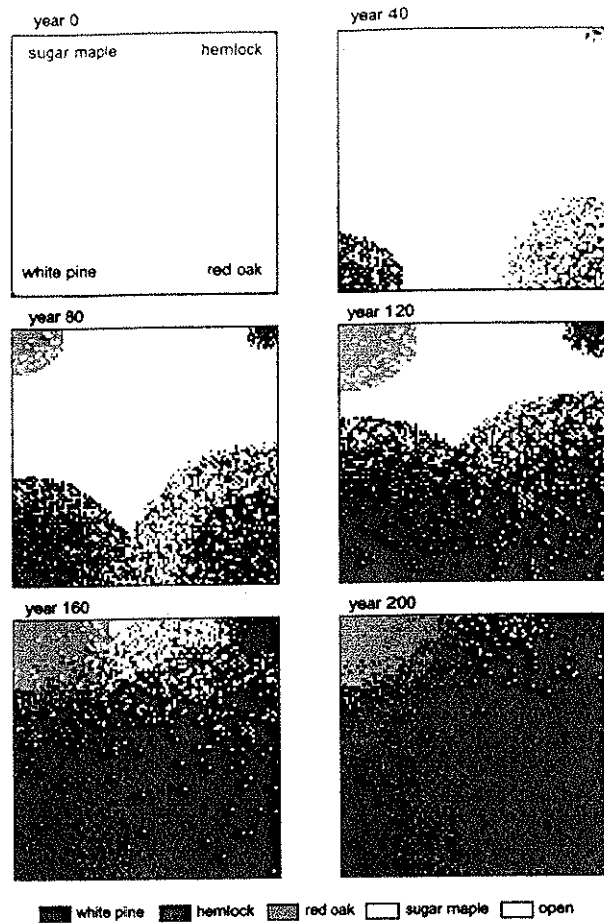 year 0
year 40
sugar maple hemlock
white pine red oak
year 80
year 120
year 160
year 200
white pine hemlock red oak sugar maple open